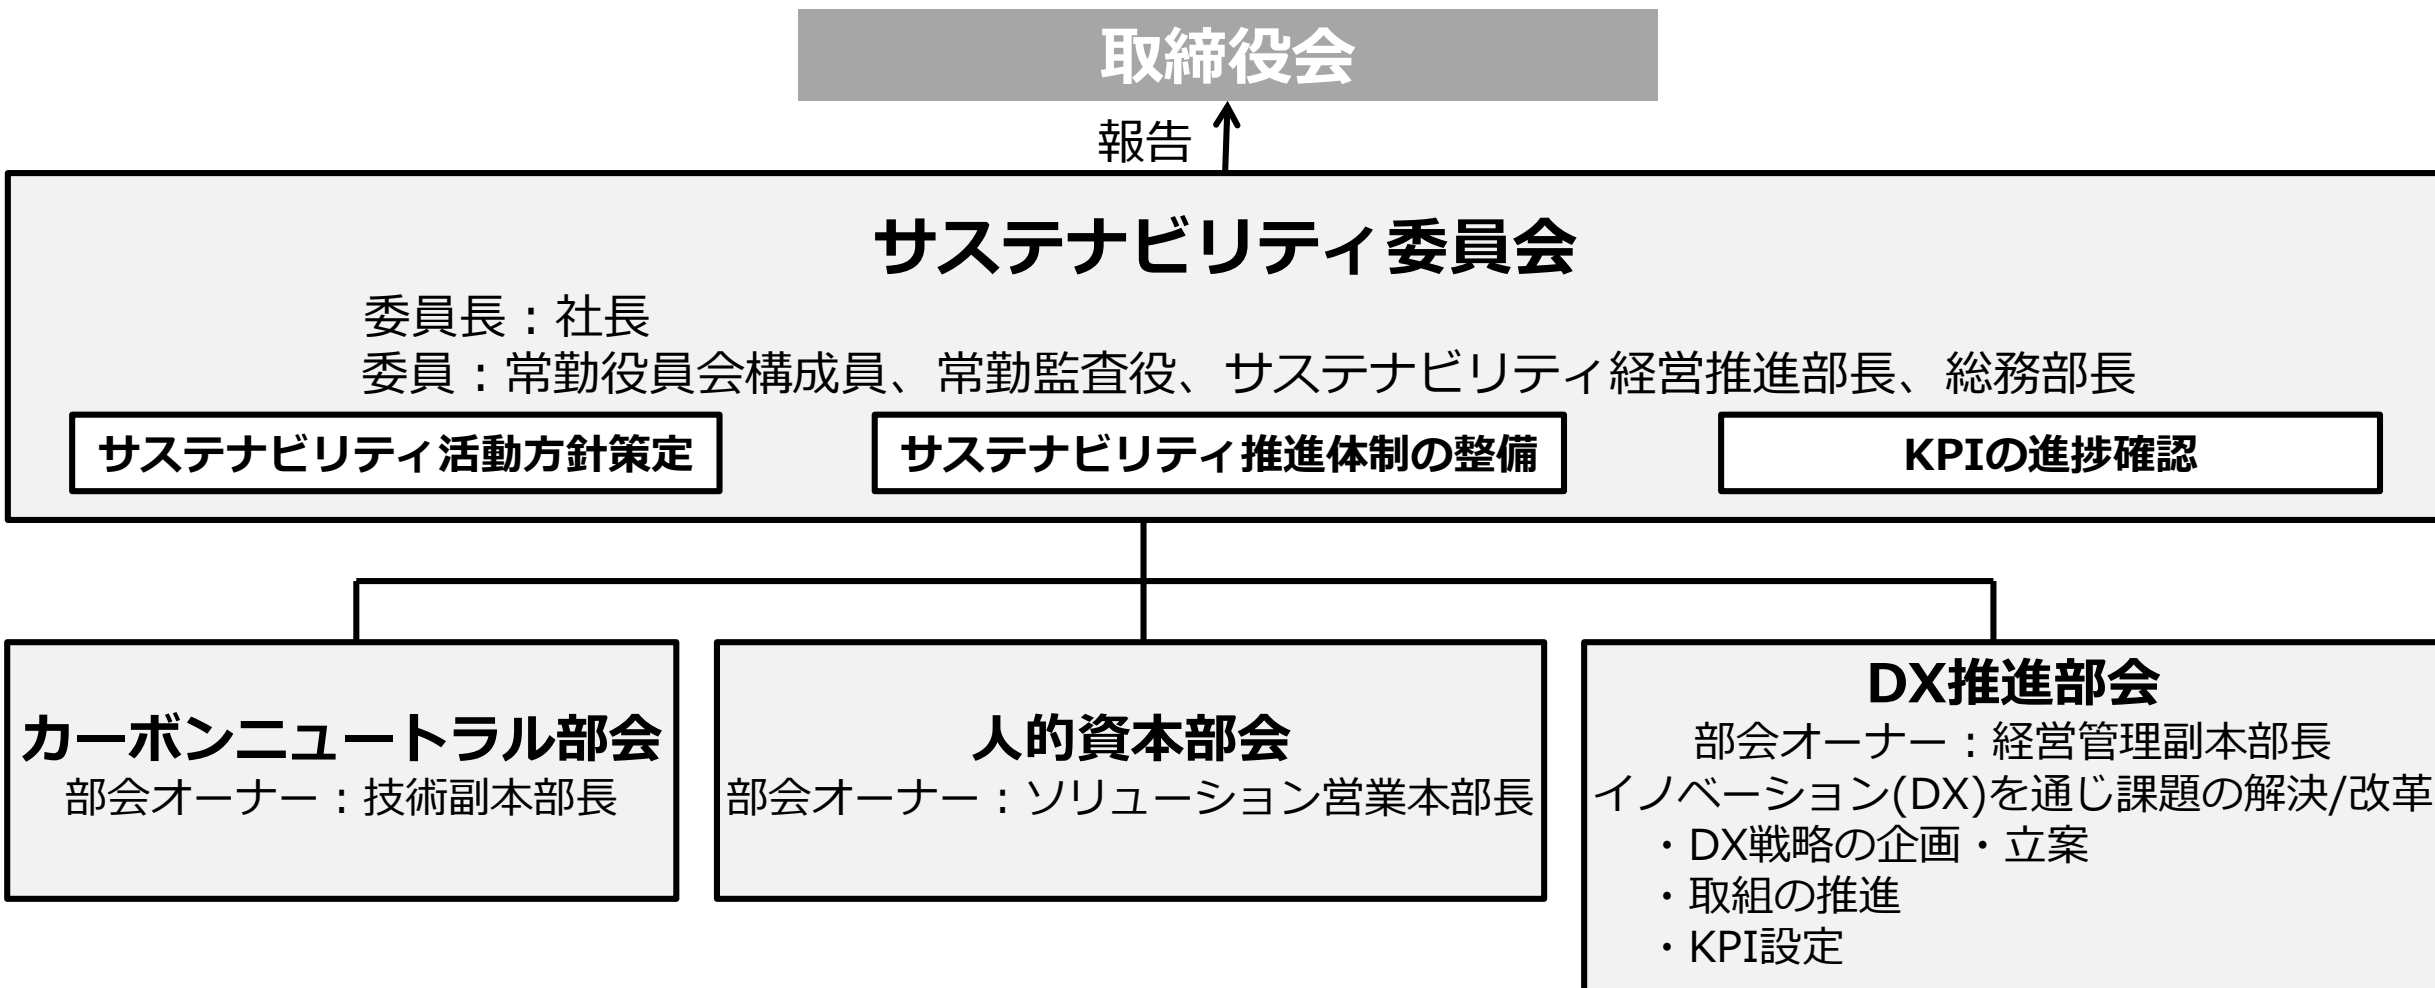 取締役会
報告
サステナビリティ委員会
委員長：社長
委員：常勤役員会構成員、常勤監査役、サステナビリティ経営推進部長、総務部長
サステナビリティ活動方針策定
サステナビリティ推進体制の整備
KPIの進捗確認
カーボンニュートラル部会
部会オーナー：技術副本部長
人的資本部会
部会オーナー：ソリューション営業本部長
DX推進部会
部会オーナー：経営管理副本部長
イノベーション(DX)を通じ課題の解決/改革
・DX戦略の企画・立案
・取組の推進
・KPI設定